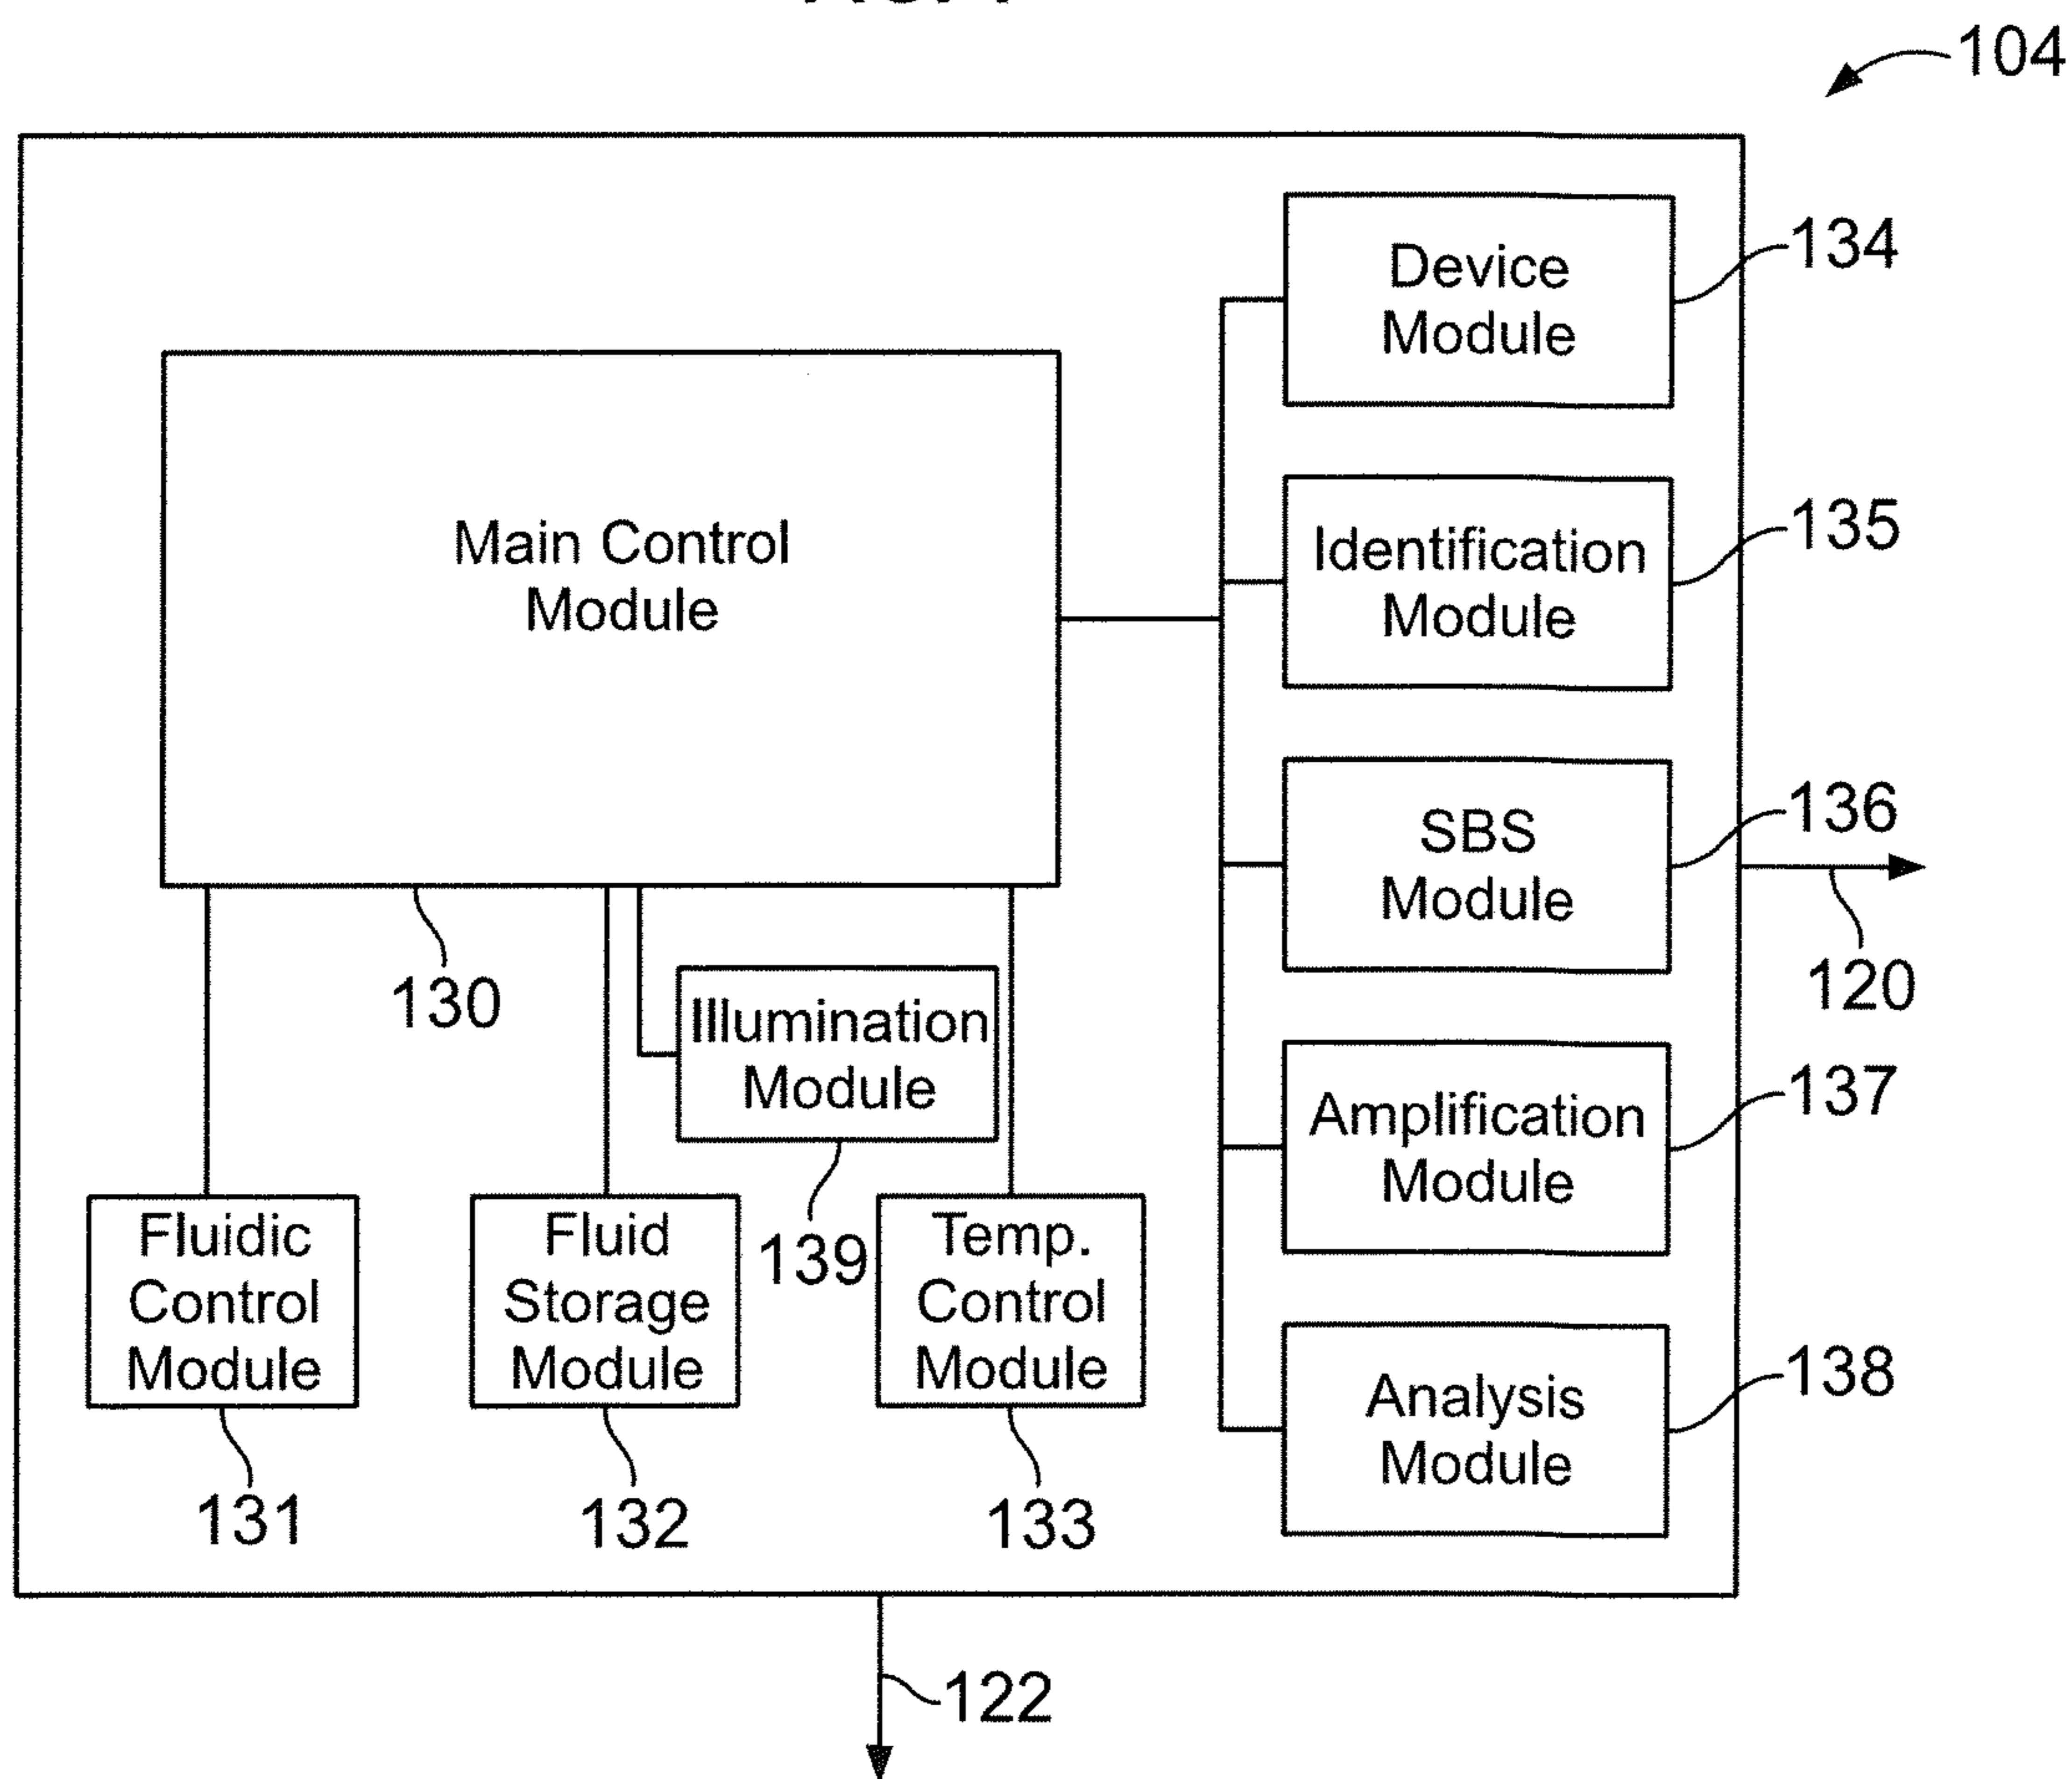 104
Device
Module
134
Main Control
Module
Identification
Module
135
SBS
Module
136
120
130
Illumination
Module
139
Amplification
Module
137
Fluidic
Control
Module
131
Fluid
Storage
Module
132
Temp.
Control
Module
133
Analysis
Module
138
122